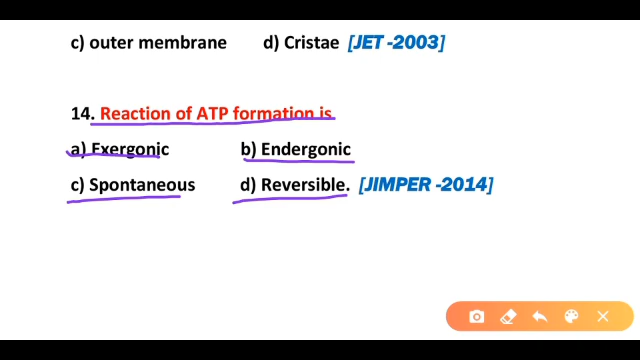 c) outer membrane d) Cristae [JET -2003]
14. Reaction of ATP formation is
a) Exergonic b) Endergonic
c) Spontaneous d) Reversible. [JIMPER -2014]